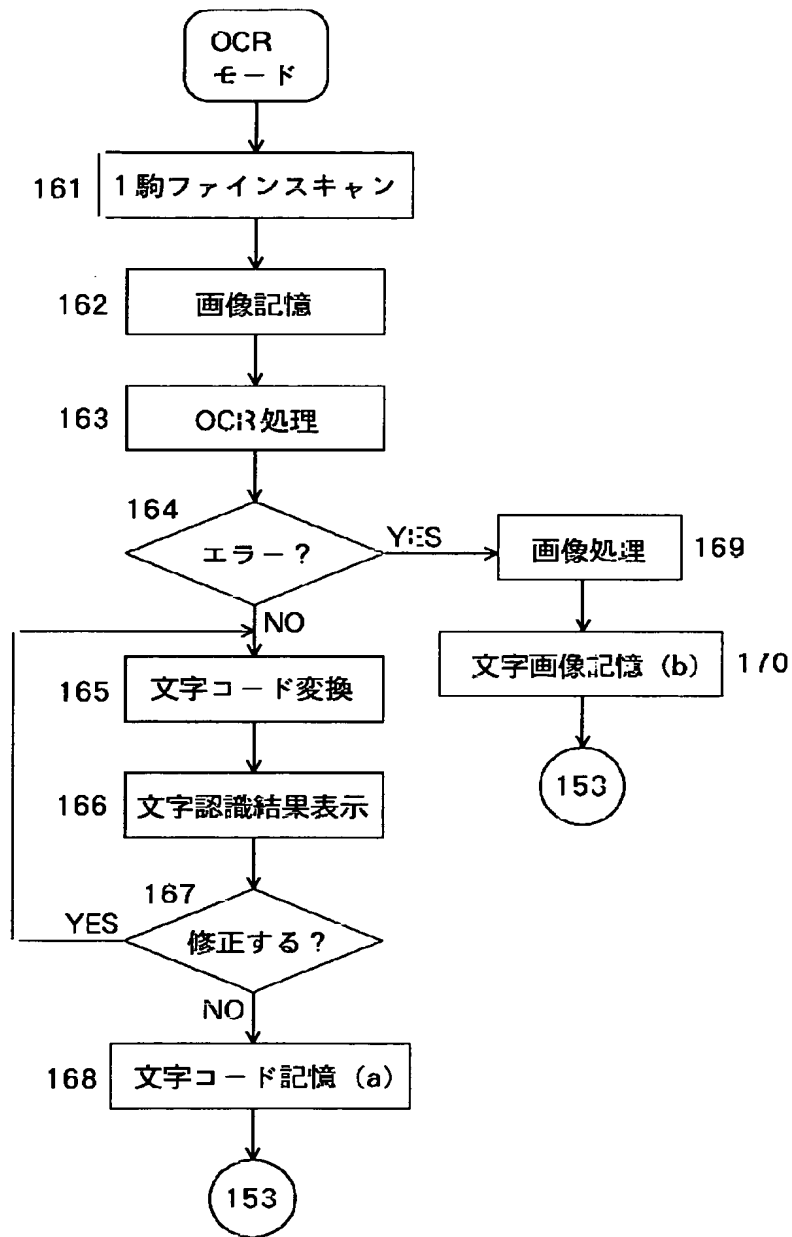 OCR
モード
161 1駒ファインスキャン
162 画像記憶
163 OCR処理
164
エラー?
YES
画像処理 169
NO
文字画像記憶 (b) 170
165 文字コード変換
153
166 文字認識結果表示
167
YES
修正する?
NO
168 文字コード記憶 (a)
153